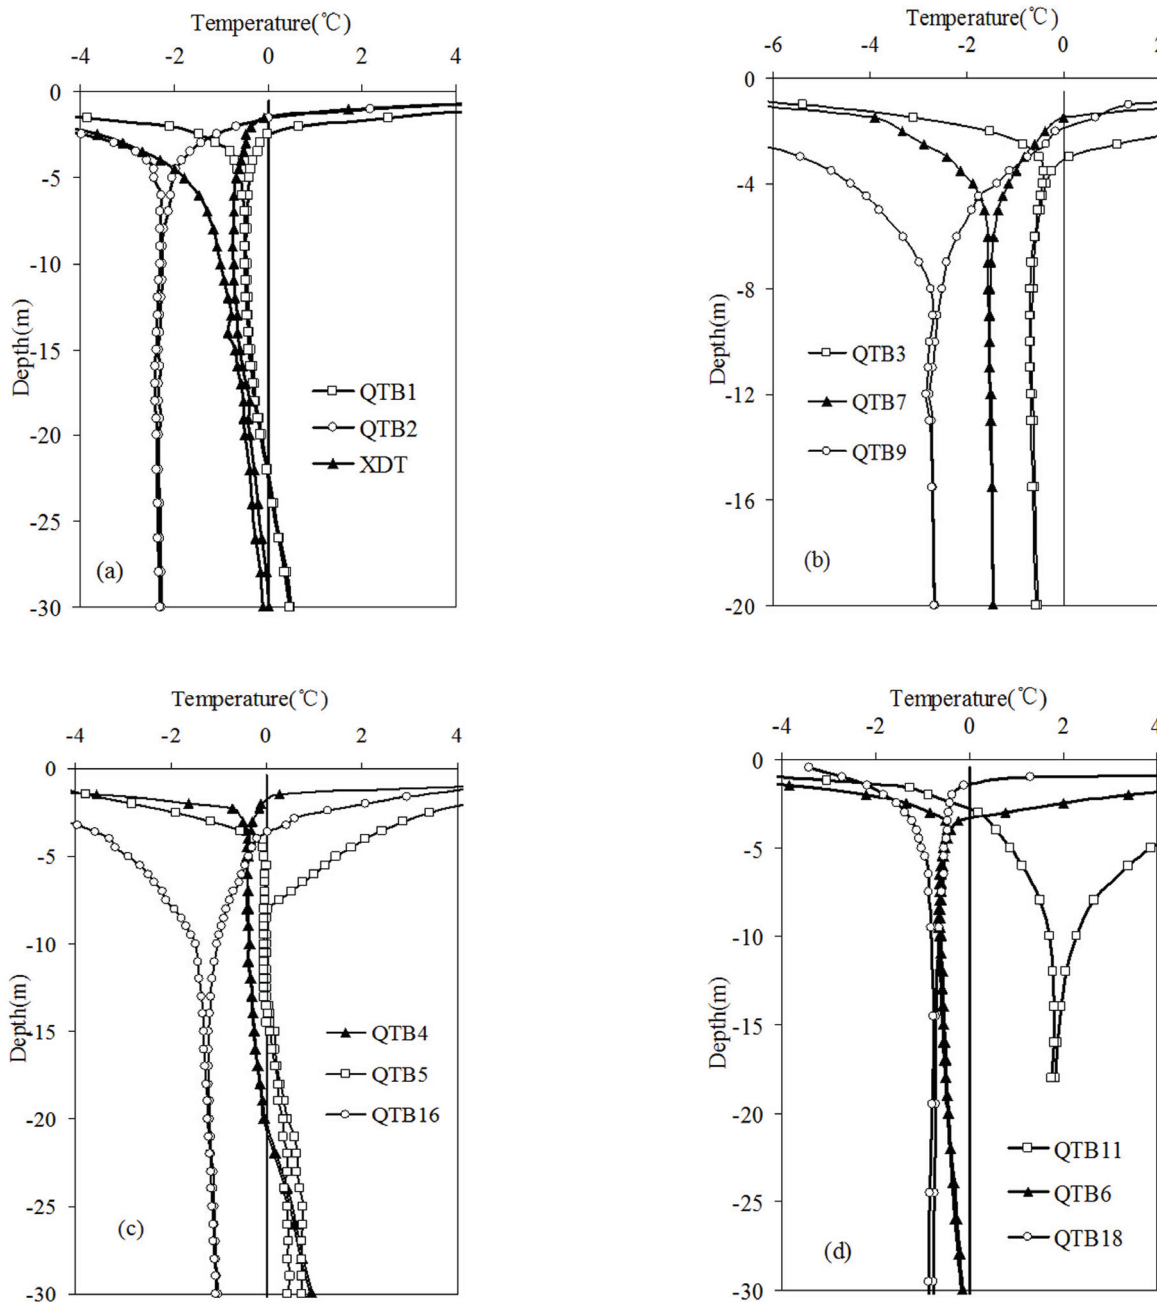 Temperature(℃)
-4 -2 0 2 4
0
-5
-10
-15
-20
-25
-30
Depth(m)
QTB1
QTB2
XDT
(a)
Temperature(℃)
-6 -4 -2 0 2
0
-4
-8
-12
-16
-20
Depth(m)
QTB3
QTB7
QTB9
(b)
Temperature(℃)
-4 -2 0 2 4
0
-5
-10
-15
-20
-25
-30
Depth(m)
QTB4
QTB5
QTB16
(c)
Temperature(℃)
-4 -2 0 2 4
0
-5
-10
-15
-20
-25
-30
Depth(m)
QTB11
QTB6
QTB18
(d)